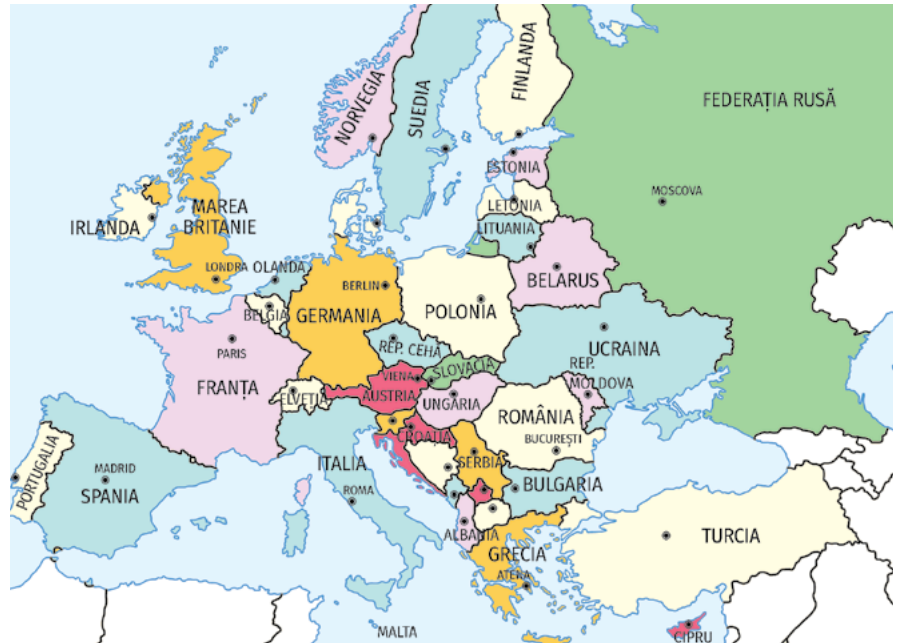 NORVEGIA
SUEDIA
FINLANDA
FEDERAȚIA RUSĂ
ESTONIA
MOSCOVA
LETONIA
LITUANIA
IRLANDA
MAREA
BRITANIE
LONDRA
OLANDA
BERLIN
BELARUS
BELGIA
GERMANIA
POLONIA
PARIS
REP. CEHĂ
UCRAINA
SLOVACIA
REP.
MOLDOVA
VIENA
AUSTRIA
FRANȚA
ELVEȚIA
UNGARIA
ROMÂNIA
CROAȚIA
BUCUREȘTI
PORTUGALIA
MADRID
SPANIA
ITALIA
SERBIA
ROMA
BULGARIA
ALBANIA
TURCIA
GRECIA
ATENA
MALTA
CIPRU